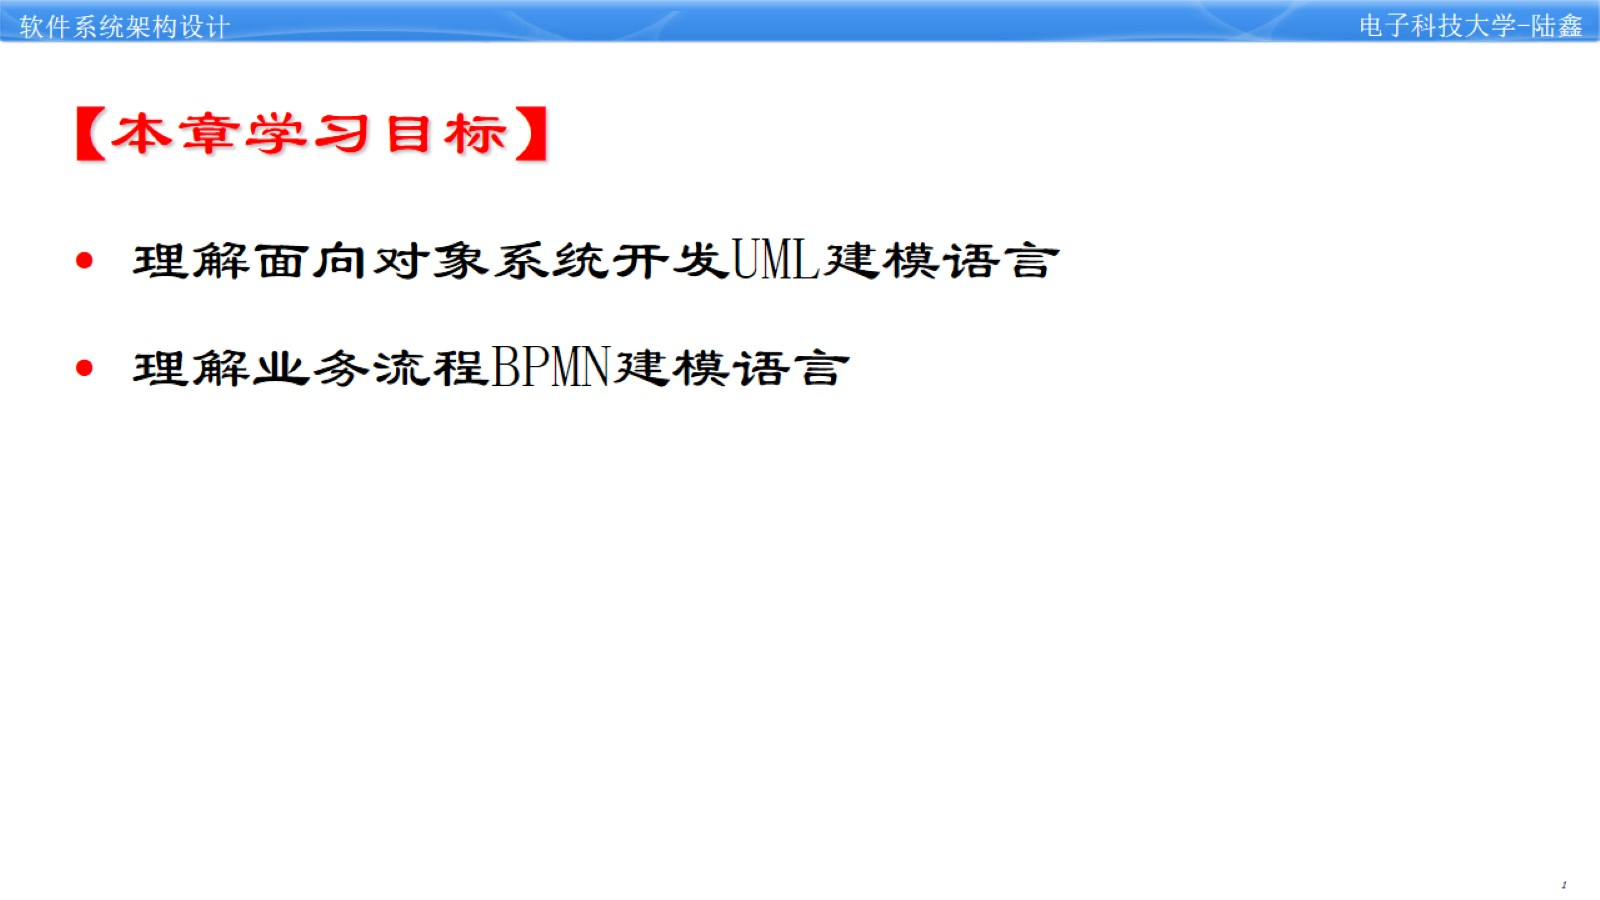 软件系统架构设计
电子科技大学-陆鑫
【本章学习目标】
• 理解面向对象系统开发UML建模语言
• 理解业务流程BPMN建模语言
1